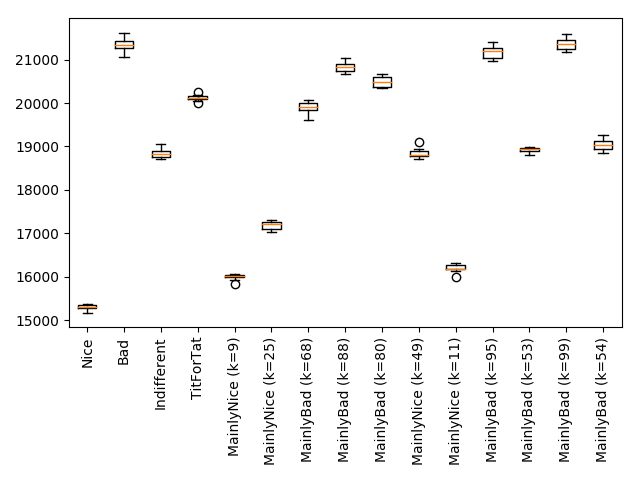 21000
20000
19000
18000
17000
16000
15000
Nice
Bad
Indifferent
TitForTat
MainlyNice (k=9)
MainlyNice (k=25)
MainlyBad (k=68)
MainlyBad (k=88)
MainlyBad (k=80)
MainlyNice (k=49)
MainlyNice (k=11)
MainlyBad (k=95)
MainlyBad (k=53)
MainlyBad (k=99)
MainlyBad (k=54)